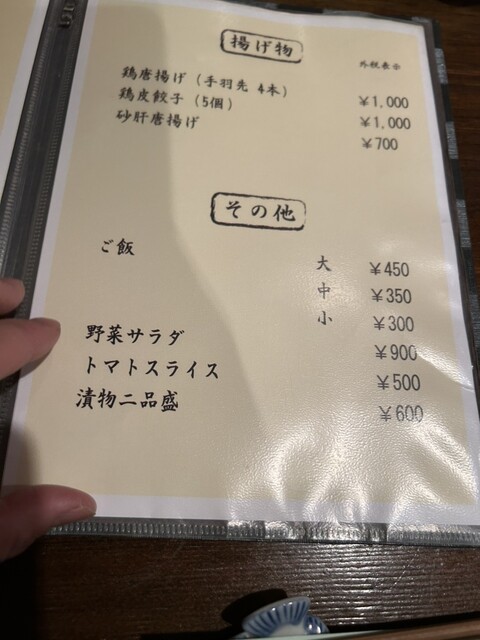 揚げ物
外税表示
鶏唐揚げ（手羽先 4本） ￥1,000
鶏皮餃子（5個） ￥1,000
砂肝唐揚げ ￥700
その他
ご飯 大 ￥450
中 ￥350
小 ￥300
野菜サラダ ￥900
トマトスライス ￥500
漬物二品盛 ￥600